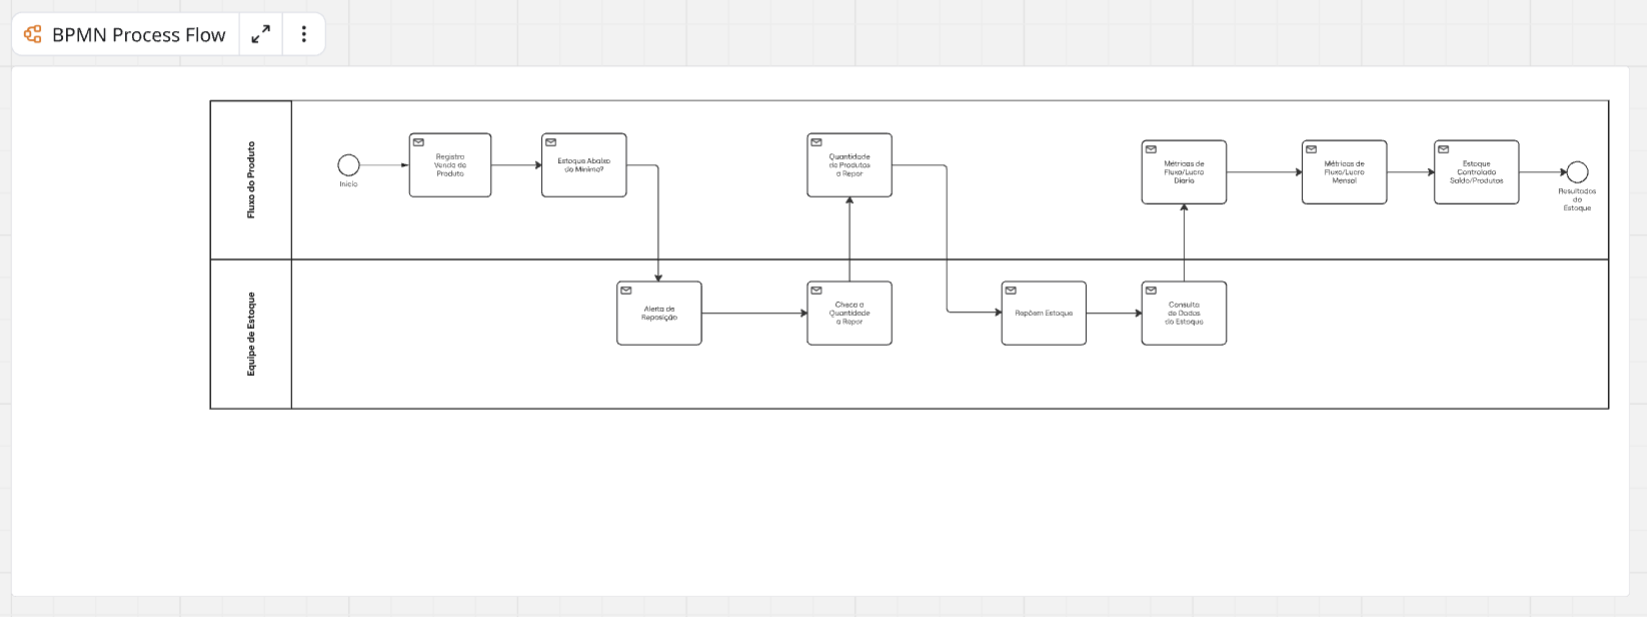 BPMN Process Flow
Fluxo do Produto
Início
Registro
Venda do
Produto
Estoque Abaixo
do Mínimo?
Quantidade
de Produtos
a Repor
Métricas de
Fluxo/Lucro
Diario
Métricas de
Fluxo/Lucro
Mensal
Estoque
Controlado
Saldo/Produtos
Resultados
do
Estoque
Equipe de Estoque
Alerta de
Reposição
Checa a
Quantidade
a Repor
Repõem Estoque
Consulta
de Dados
do Estoque